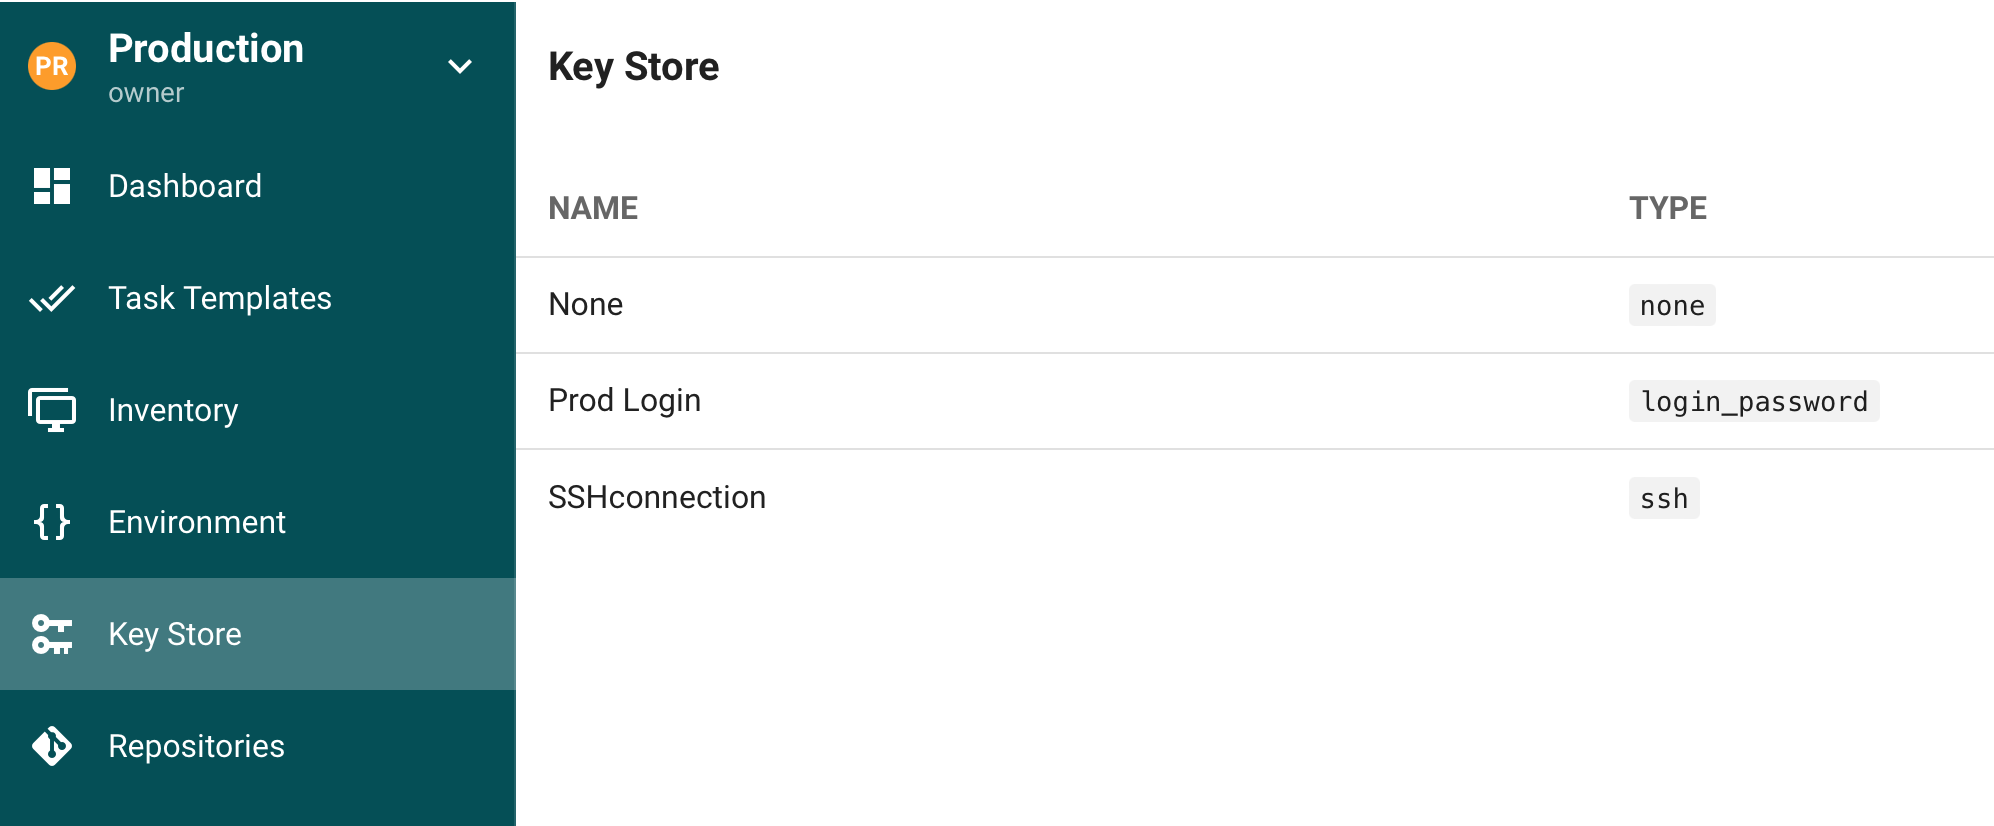 PR
Production
owner
Dashboard
Task Templates
Inventory
Environment
Key Store
Repositories
Key Store
NAME TYPE
None none
Prod Login login_password
SSHconnection ssh